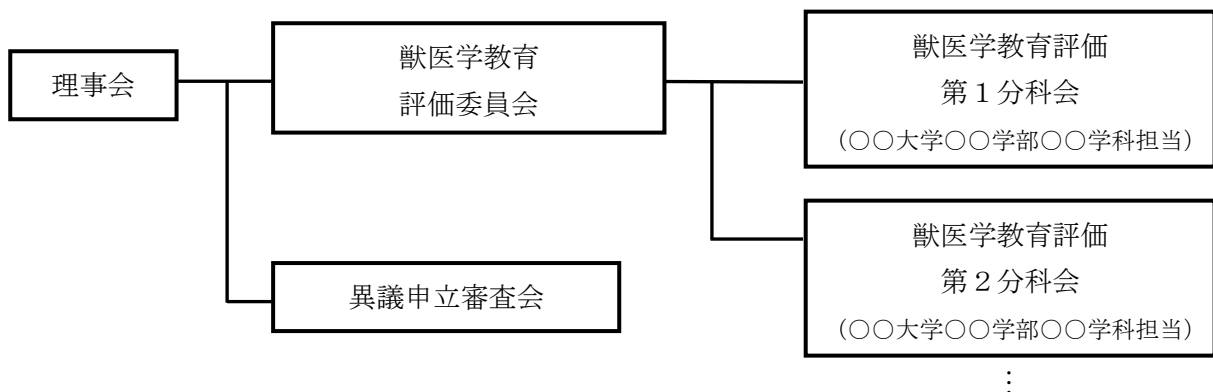 理事会
獣医学教育
評価委員会
異議申立審査会
獣医学教育評価
第1分科会
(○○大学○○学部○○学科担当)
獣医学教育評価
第2分科会
(○○大学○○学部○○学科担当)
⋮